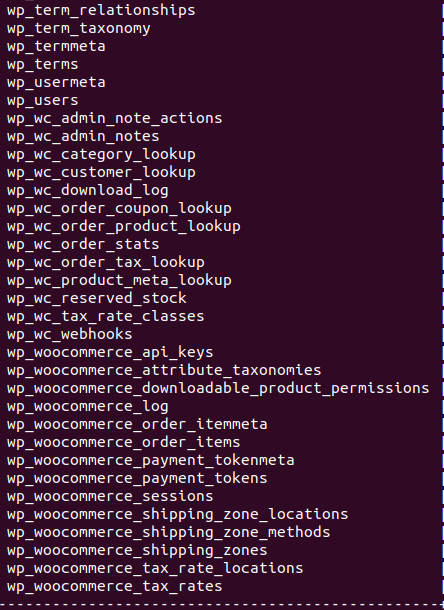 wp_term_relationships
wp_term_taxonomy
wp_termmeta
wp_terms
wp_usermeta
wp_users
wp_wc_admin_note_actions
wp_wc_admin_notes
wp_wc_category_lookup
wp_wc_customer_lookup
wp_wc_download_log
wp_wc_order_coupon_lookup
wp_wc_order_product_lookup
wp_wc_order_stats
wp_wc_order_tax_lookup
wp_wc_product_meta_lookup
wp_wc_reserved_stock
wp_wc_tax_rate_classes
wp_wc_webhooks
wp_woocommerce_api_keys
wp_woocommerce_attribute_taxonomies
wp_woocommerce_downloadable_product_permissions
wp_woocommerce_log
wp_woocommerce_order_itemmeta
wp_woocommerce_order_items
wp_woocommerce_payment_tokenmeta
wp_woocommerce_payment_tokens
wp_woocommerce_sessions
wp_woocommerce_shipping_zone_locations
wp_woocommerce_shipping_zone_methods
wp_woocommerce_shipping_zones
wp_woocommerce_tax_rate_locations
wp_woocommerce_tax_rates
-------------------------------------------------